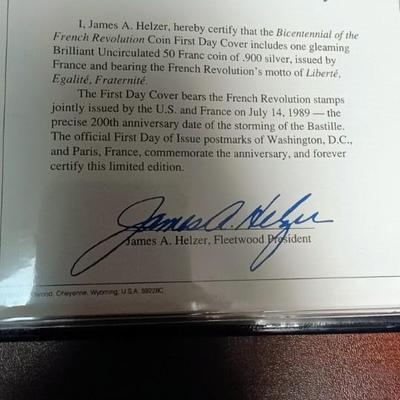 I, James A. Helzer, hereby certify that the Bicentennial of the
French Revolution Coin First Day Cover includes one gleaming
Brilliant Uncirculated 50 Franc coin of .900 silver, issued by
France and bearing the French Revolution's motto of Liberté,
Egalité, Fraternité.
The First Day Cover bears the French Revolution stamps
jointly issued by the U.S. and France on July 14, 1989 — the
precise 200th anniversary date of the storming of the Bastille.
The official First Day of Issue postmarks of Washington, D.C.,
and Paris, France, commemorate the anniversary, and forever
certify this limited edition.
James A. Helzer
James A. Helzer, Fleetwood President
Cheyenne, Wyoming, U.S.A. 59228C